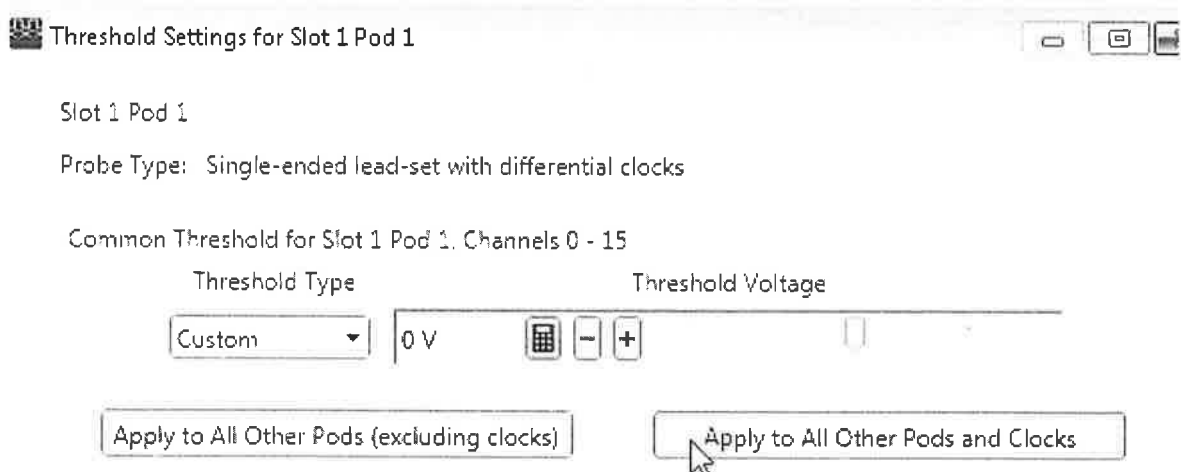 Threshold Settings for Slot 1 Pod 1
Slot 1 Pod 1
Probe Type: Single-ended lead-set with differential clocks
Common Threshold for Slot 1 Pod 1, Channels 0 - 15
Threshold Type Threshold Voltage
Custom 0 V - +
Apply to All Other Pods (excluding clocks) Apply to All Other Pods and Clocks